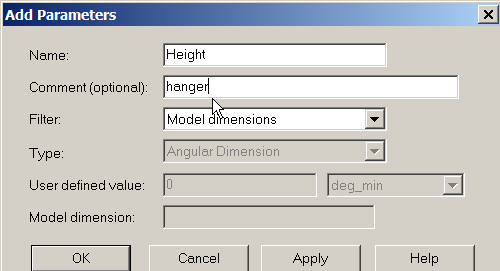 Add Parameters
Name: Height
Comment (optional): hanger
Filter: Model dimensions
Type: Angular Dimension
User defined value: 0 deg_min
Model dimension:
OK Cancel Apply Help